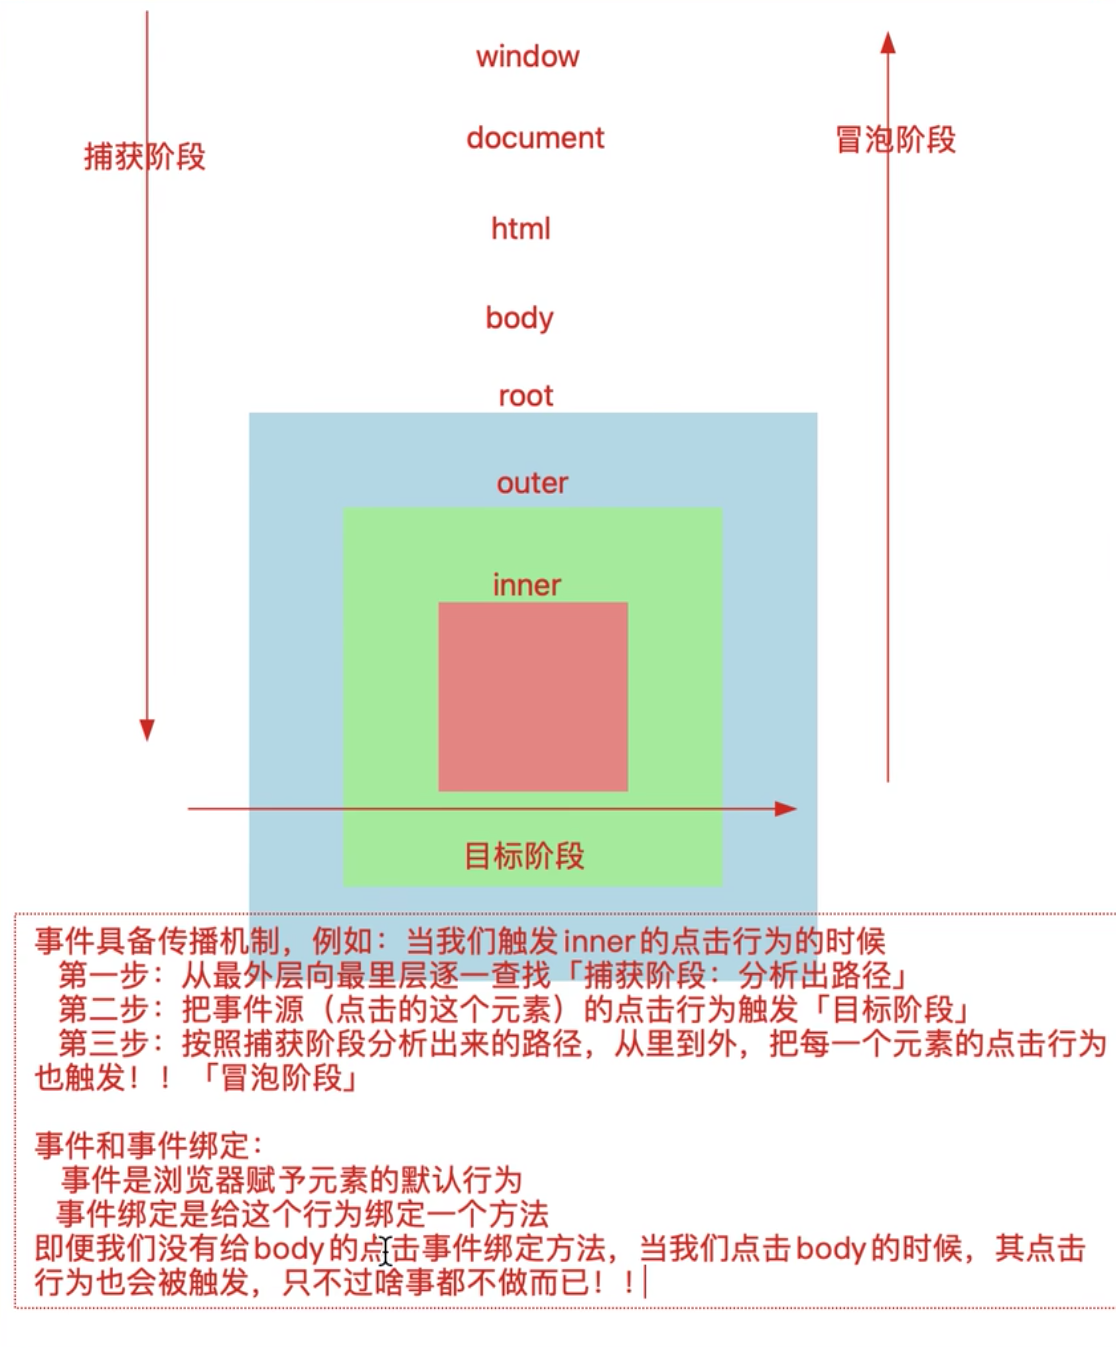 window
document
捕获阶段
冒泡阶段
html
body
root
outer
inner
目标阶段
事件具备传播机制，例如：当我们触发inner的点击行为的时候
第一步：从最外层向最里层逐一查找「捕获阶段：分析出路径」
第二步：把事件源（点击的这个元素）的点击行为触发「目标阶段」
第三步：按照捕获阶段分析出来的路径，从里到外，把每一个元素的点击行为
也触发！！「冒泡阶段」
事件和事件绑定：
事件是浏览器赋予元素的默认行为
事件绑定是给这个行为绑定一个方法
即便我们没有给body的点击事件绑定方法，当我们点击body的时候，其点击
行为也会被触发，只不过啥事都不做而已！！